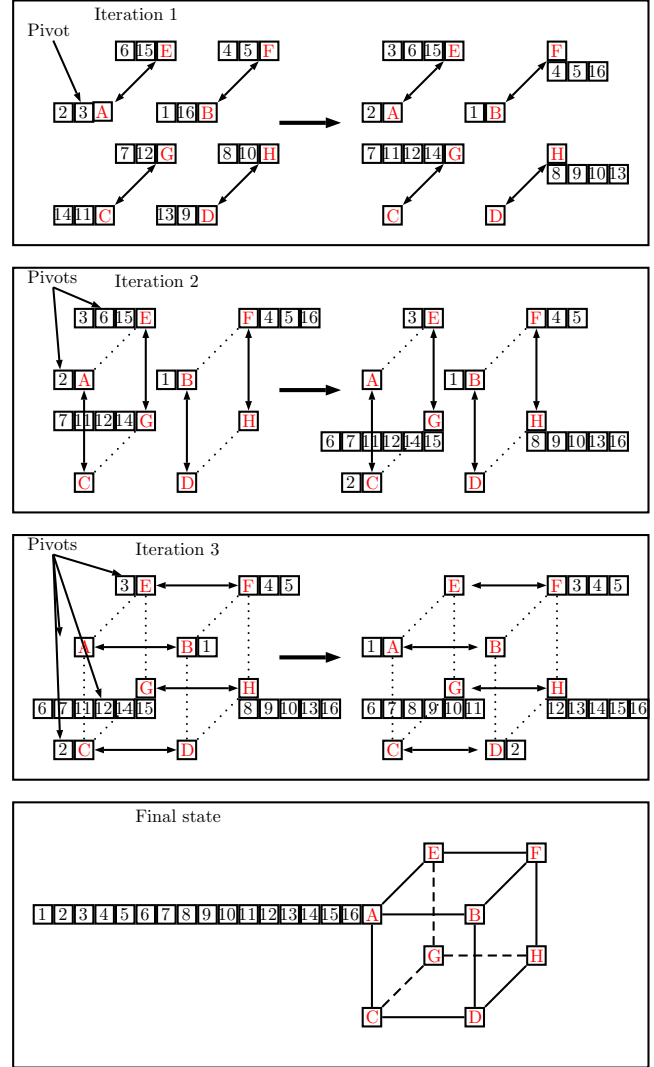 Iteration 1
Pivot
6 15 E 4 5 F 3 6 15 E F
4 5 16
2 3 A 1 16 B 2 A 1 B
7 12 G 8 10 H 7 11 12 14 G H
8 9 10 13
14 11 C 13 9 D C D
Pivots Iteration 2
3 6 15 E F 4 5 16 3 E F 4 5
2 A 1 B A 1 B
7 11 12 14 G H G H
6 7 11 12 14 15 8 9 10 13 16
C D 2 C D
Pivots Iteration 3
3 E F 4 5 E F 3 4 5
A B 1 1 A B
G H G H
6 7 11 12 14 15 8 9 10 13 16 6 7 8 9 10 11 12 13 14 15 16
2 C D C D 2
Final state
E F
1 2 3 4 5 6 7 8 9 10 11 12 13 14 15 16 A B
G H
C D